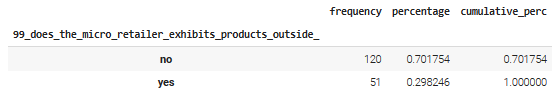 frequency percentage cumulative_perc
99_does_the_micro_retailer_exhibits_products_outside_
no 120 0.701754 0.701754
yes 51 0.298246 1.000000